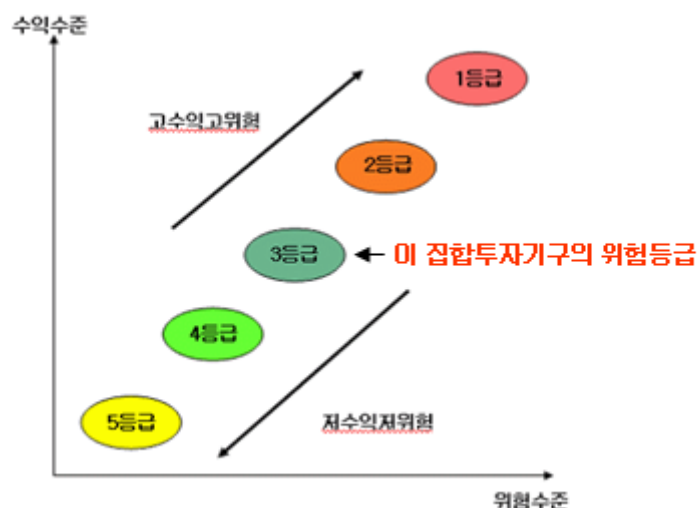 수익수준
1등급
고수익고위험
2등급
3등급
이 집합투자기구의 위험등급
4등급
5등급
저수익저위험
위험수준